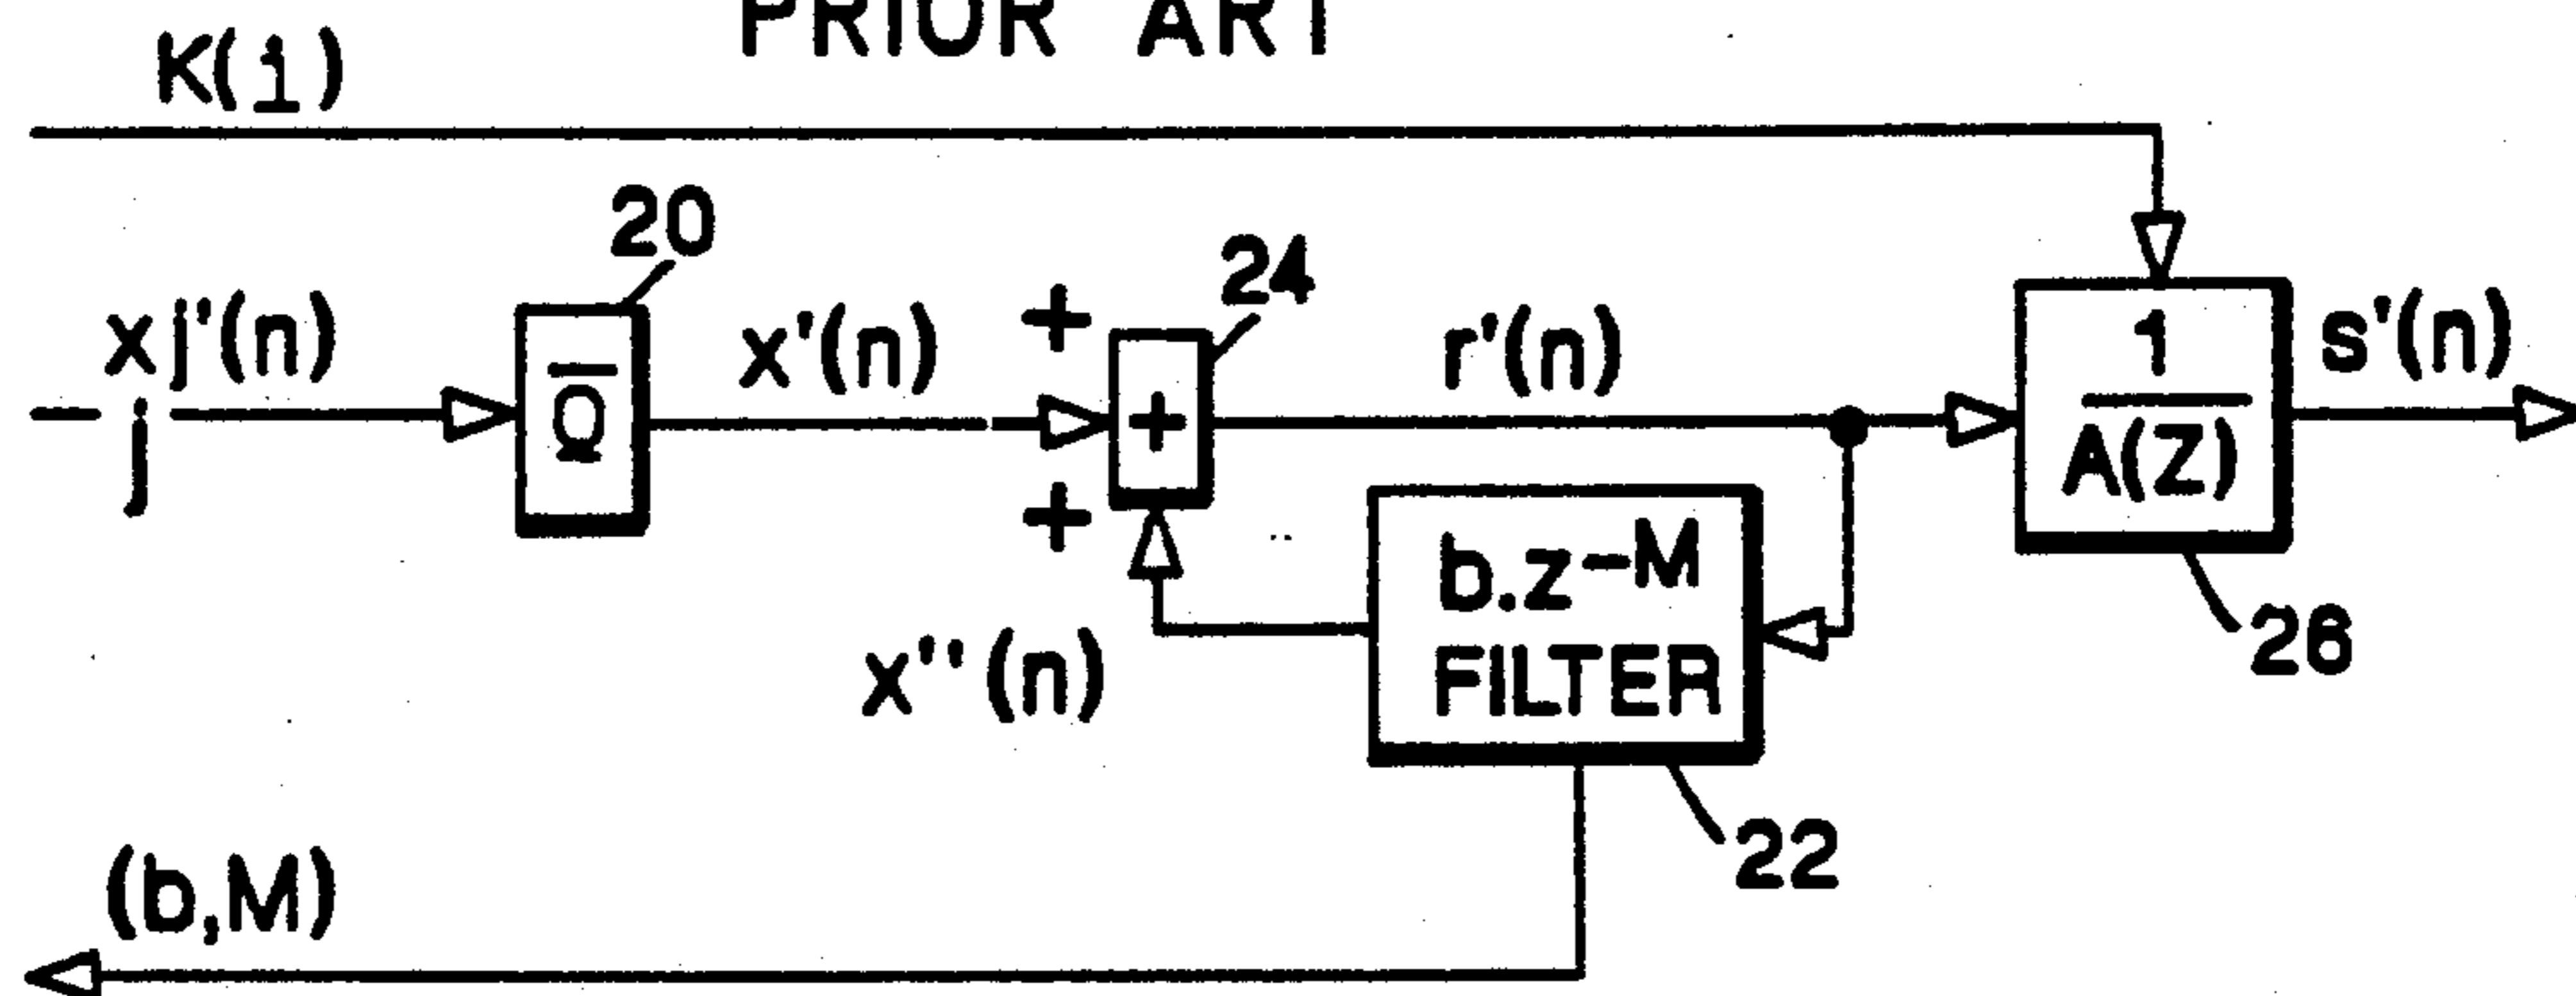 PRIOR ART
K(i)
20
24
xj'(n)
j
Q
x'(n)
+
+
+
r'(n)
1
A(Z)
s'(n)
x''(n)
b.z-M
FILTER
26
22
(b,M)